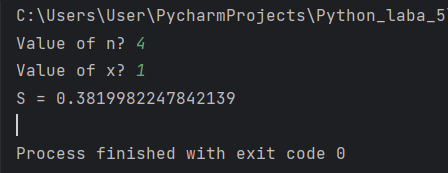 C:\Users\User\PycharmProjects\Python_laba_5
Value of n? 4
Value of x? 1
S = 0.3819982247842139
Process finished with exit code 0